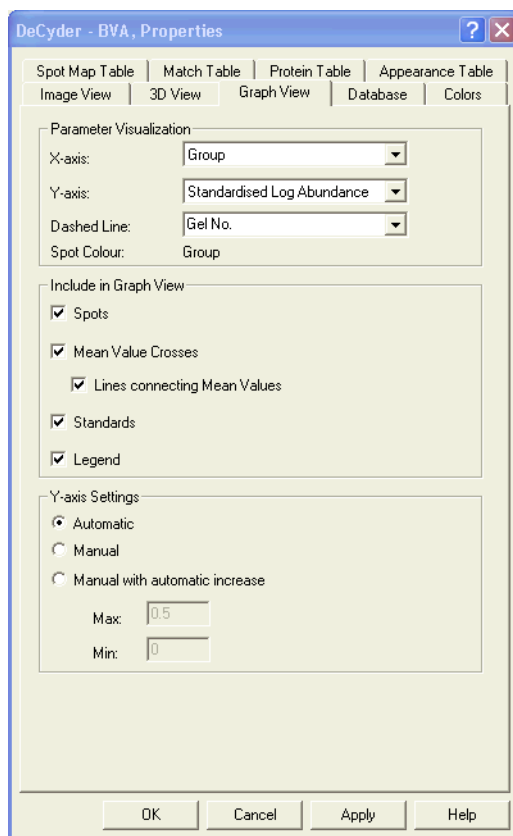 DeCyder - BVA, Properties
Spot Map Table Match Table Protein Table Appearance Table
Image View 3D View Graph View Database Colors
Parameter Visualization
X-axis: Group
Y-axis: Standardised Log Abundance
Dashed Line: Gel No.
Spot Colour: Group
Include in Graph View
Spots
Mean Value Crosses
Lines connecting Mean Values
Standards
Legend
Y-axis Settings
Automatic
Manual
Manual with automatic increase
Max: 0.5
Min: 0
OK Cancel Apply Help